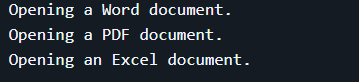 Opening a Word document.
Opening a PDF document.
Opening an Excel document.